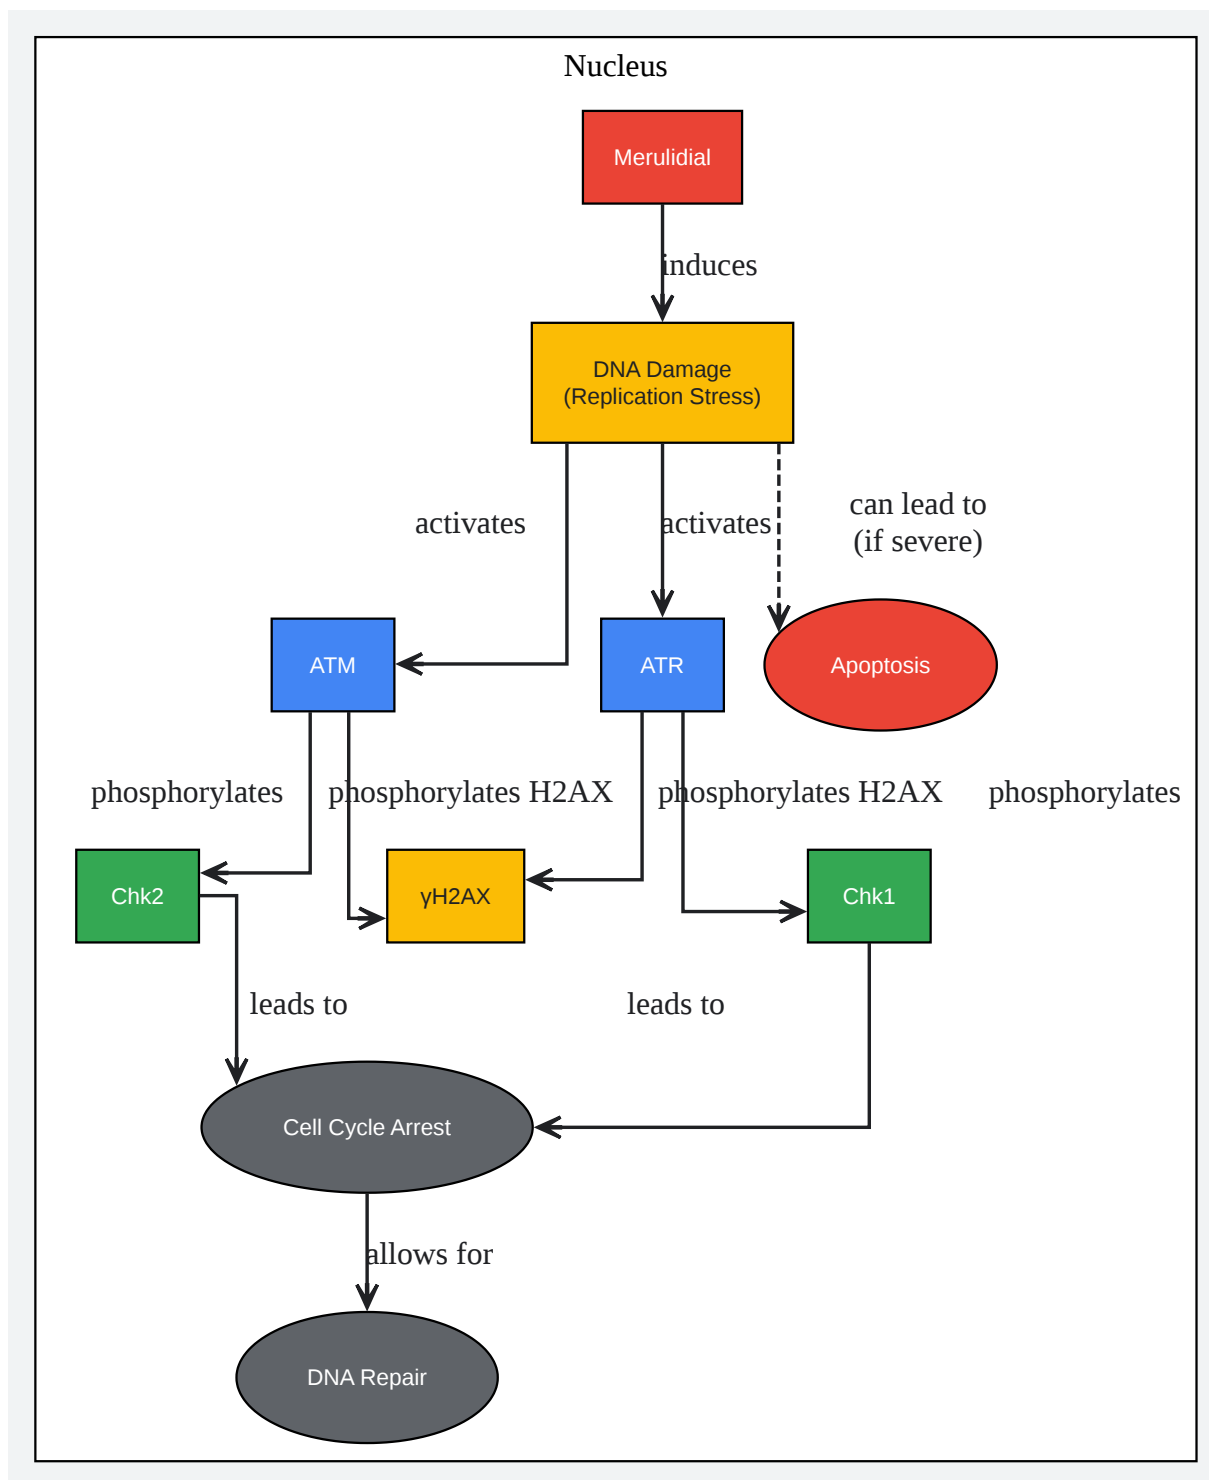 Nucleus
Merulidial
induces
DNA Damage
(Replication Stress)
activates
activates
can lead to
(if severe)
ATM
ATR
Apoptosis
phosphorylates
phosphorylates H2AX
phosphorylates H2AX
phosphorylates
Chk2
γH2AX
Chk1
leads to
leads to
Cell Cycle Arrest
allows for
DNA Repair